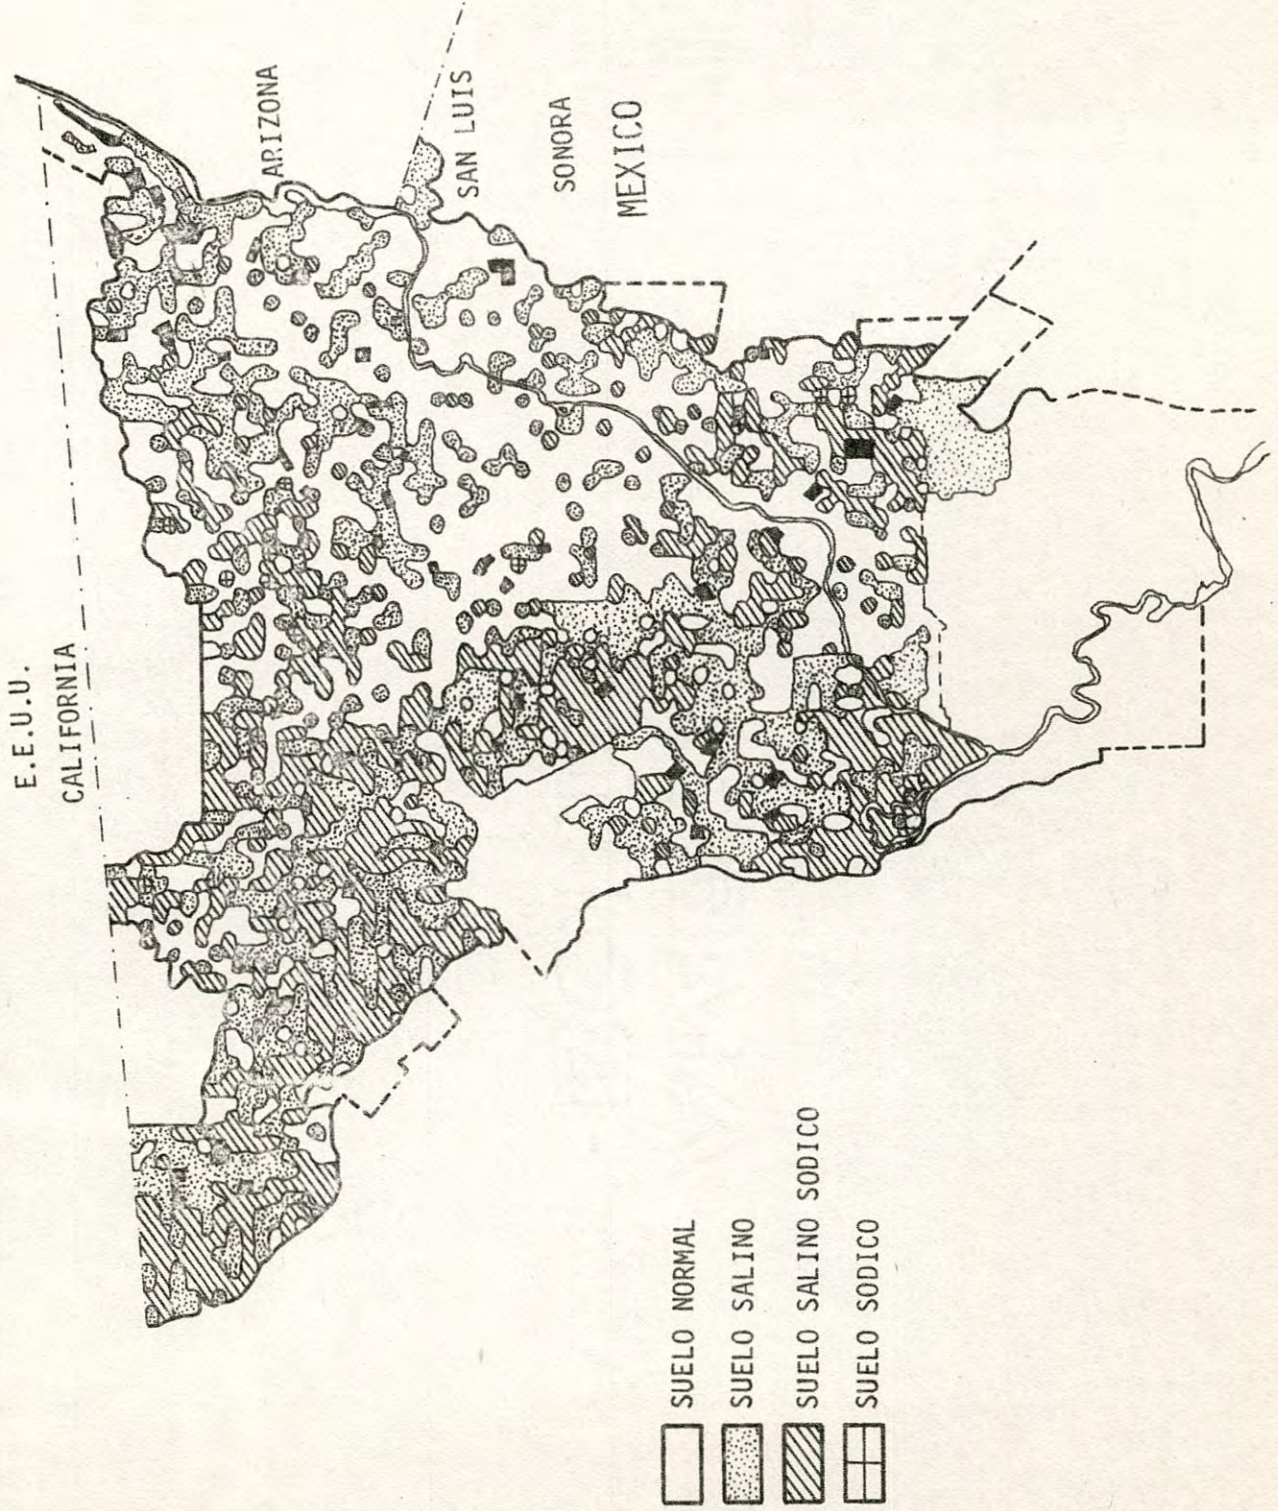 E.E.U.U.
CALIFORNIA
ARIZONA
SAN LUIS
SONORA
MEXICO
SUELO NORMAL
SUELO SALINO
SUELO SALINO SODICO
SUELO SODICO